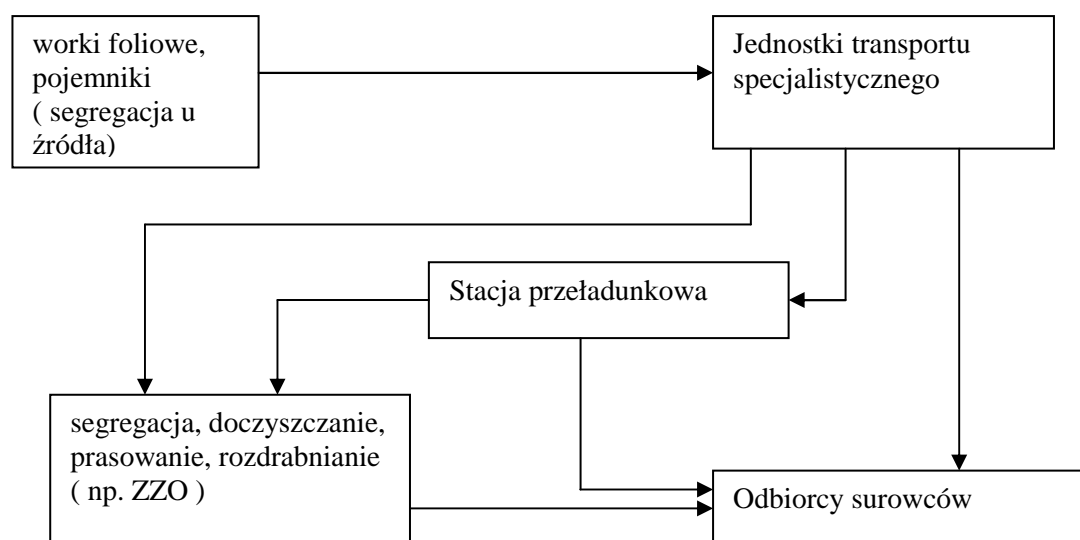 worki foliowe,
pojemniki
( segregacja u
źródła)
Jednostki transportu
specjalistycznego
Stacja przeładunkowa
segregacja, doczyszczanie,
prasowanie, rozdrabnianie
( np. ZZO )
Odbiorcy surowców